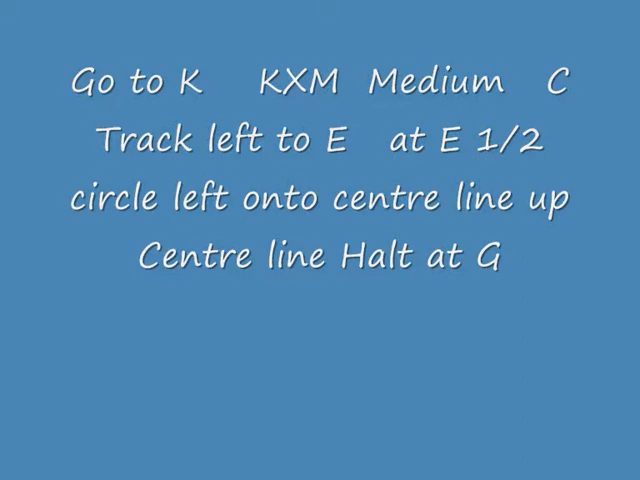 Go to K KXM Medium C
Track left to E at E 1/2
circle left onto centre line up
Centre line Halt at G